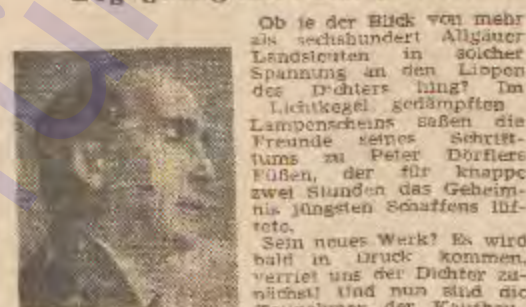 Ob je der Blick von mehr
als sechshundert Allgäuer
Landsleuten in solcher
Spannung an den Lippen
des Dichters hing? Im
Lichtkegel gedämpften
Lampenscheins saßen die
Freunde seines Schrift-
tums zu Peter Dörflers
Füßen, der für knappe
zwei Stunden das Geheim-
nis jüngsten Schaffens lüf-
tete.
Sein neues Werk? Es wird
bald in Druck kommen,
verriet uns der Dichter zu-
nächst! Und nun sind die
der